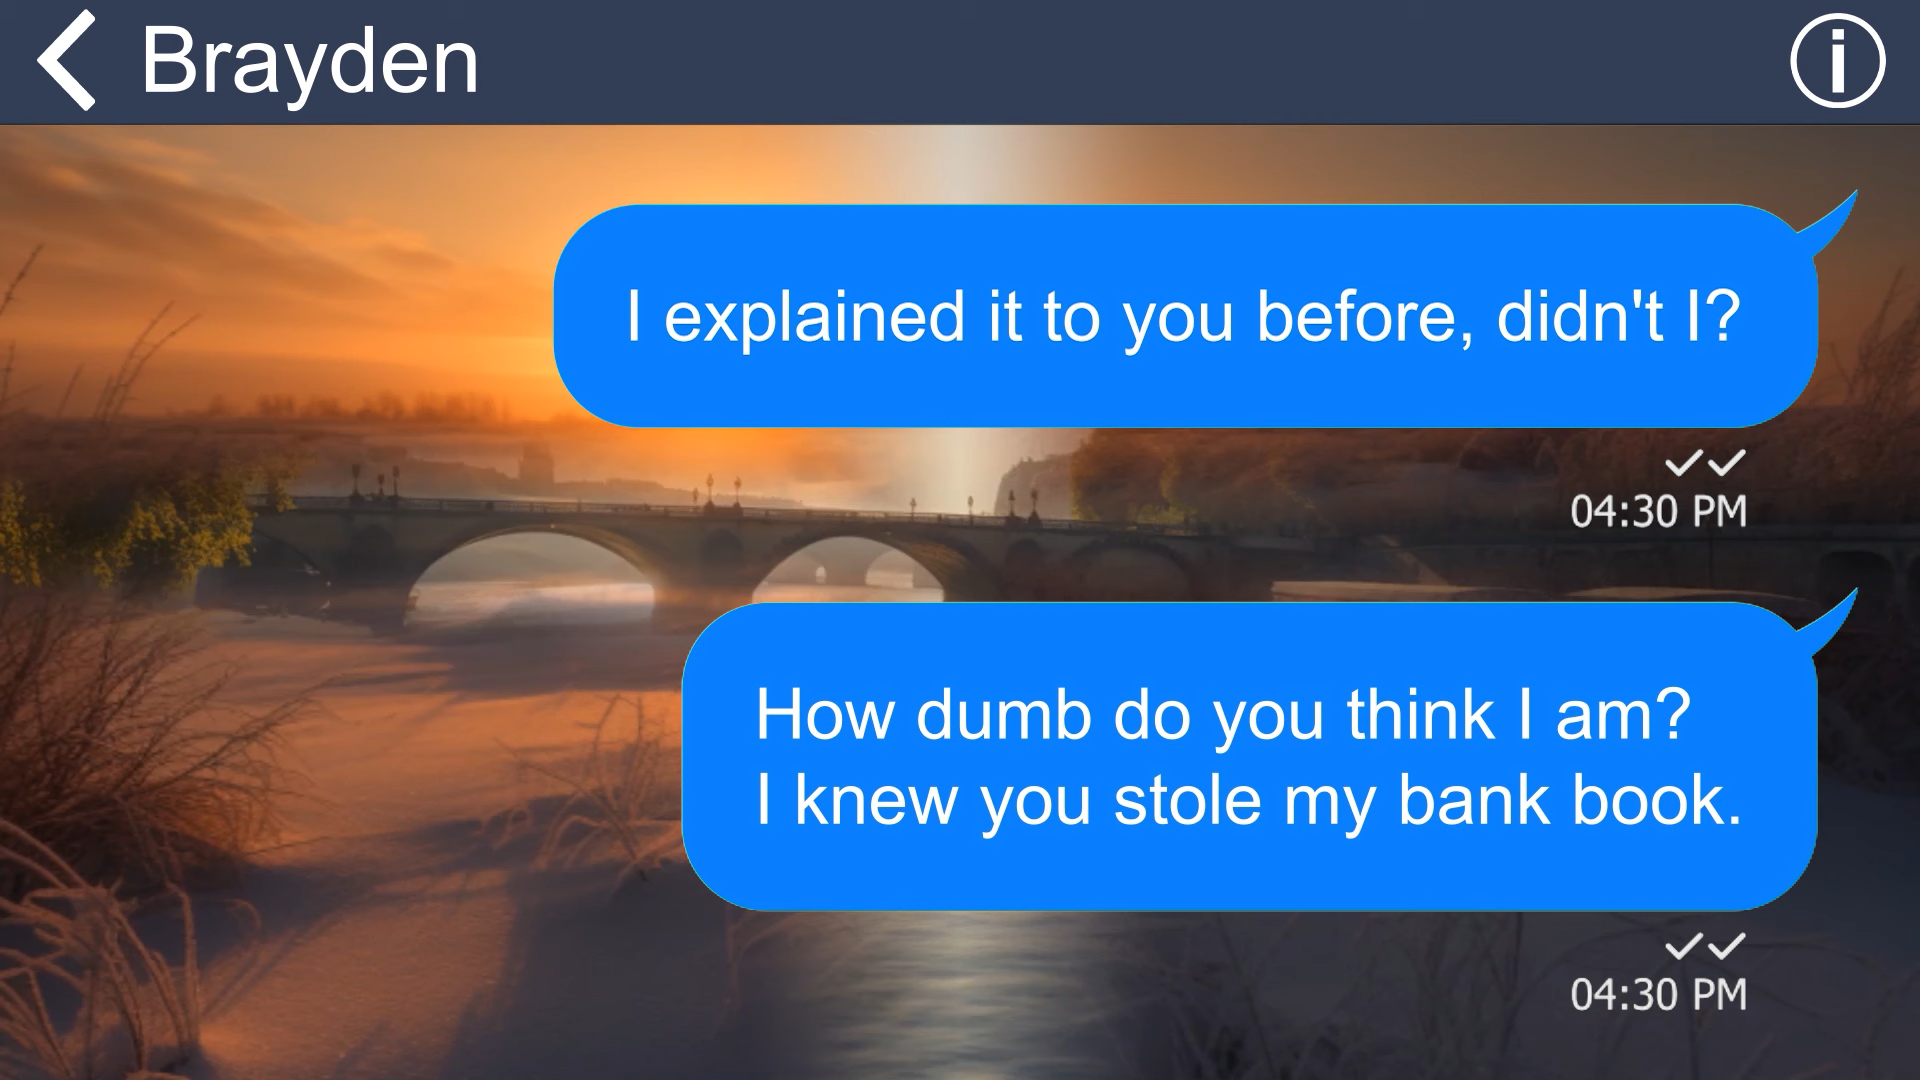 Brayden
I explained it to you before, didn't I?
04:30 PM
How dumb do you think I am?
I knew you stole my bank book.
04:30 PM